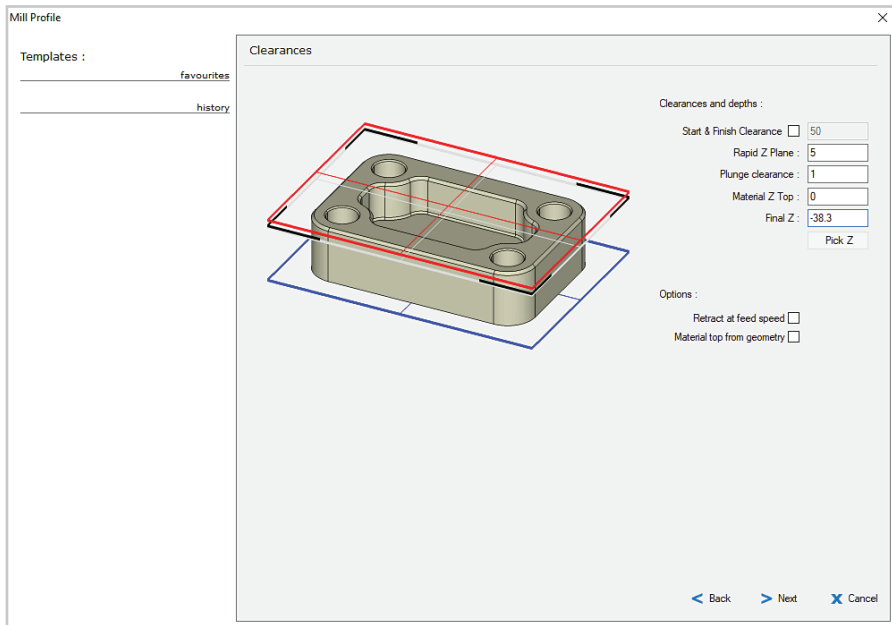 Mill Profile
Templates :
favourites
history
Clearances
Clearances and depths :
Start & Finish Clearance 50
Rapid Z Plane : 5
Plunge clearance : 1
Material Z Top : 0
Final Z : -38.3
Pick Z
Options :
Retract at feed speed
Material top from geometry
< Back > Next X Cancel